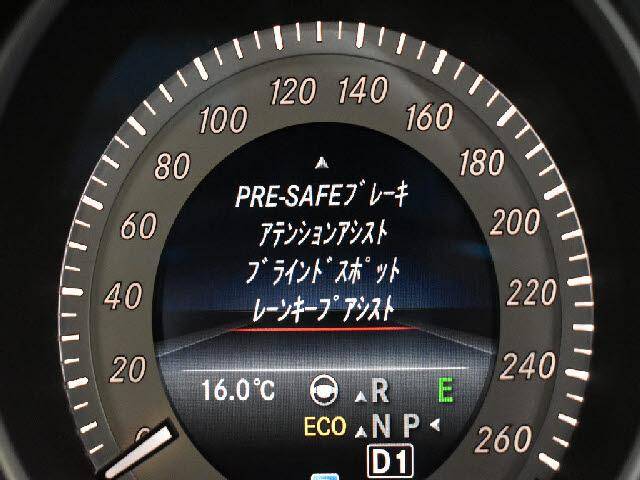 0
20
40
60
80
100
120
140
160
180
200
220
240
260
PRE-SAFEブレーキ
アテンションアシスト
ブラインドスポット
レーンキープアシスト
16.0℃ R E
ECO N P
D1